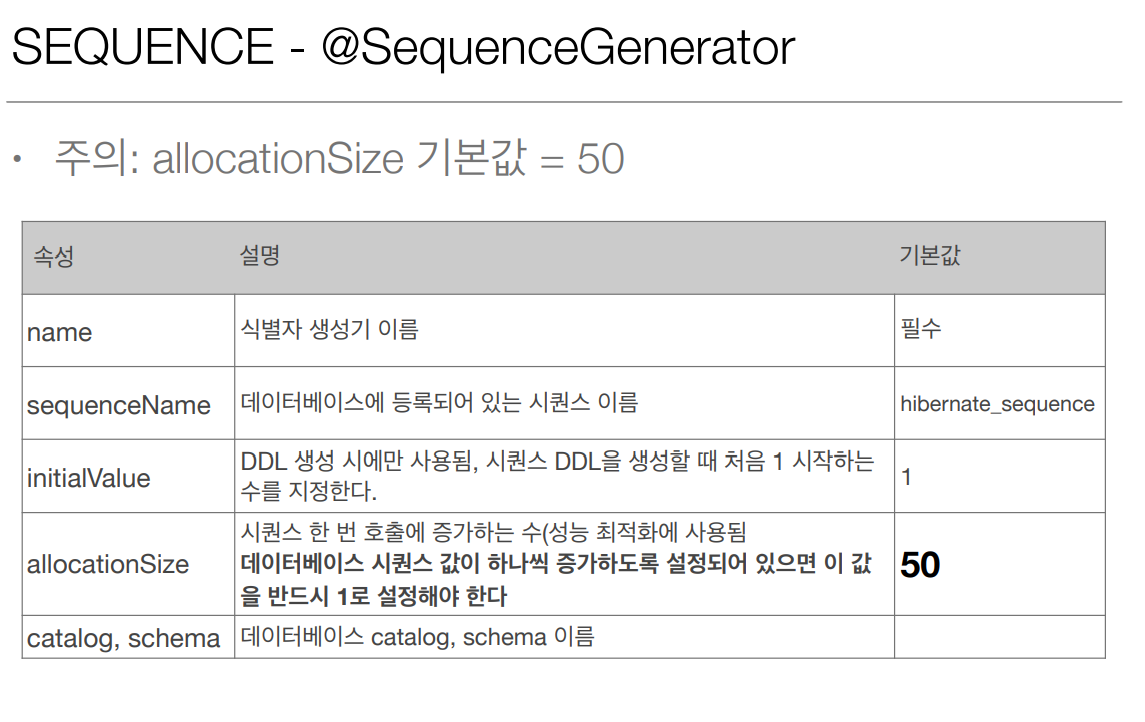 SEQUENCE - @SequenceGenerator
• 주의: allocationSize 기본값 = 50
속성 설명 기본값
name 식별자 생성기 이름 필수
sequenceName 데이터베이스에 등록되어 있는 시퀀스 이름 hibernate_sequence
initialValue DDL 생성 시에만 사용됨, 시퀀스 DDL을 생성할 때 처음 1 시작하는
수를 지정한다. 1
allocationSize 시퀀스 한 번 호출에 증가하는 수(성능 최적화에 사용됨
데이터베이스 시퀀스 값이 하나씩 증가하도록 설정되어 있으면 이 값
을 반드시 1로 설정해야 한다 50
catalog, schema 데이터베이스 catalog, schema 이름